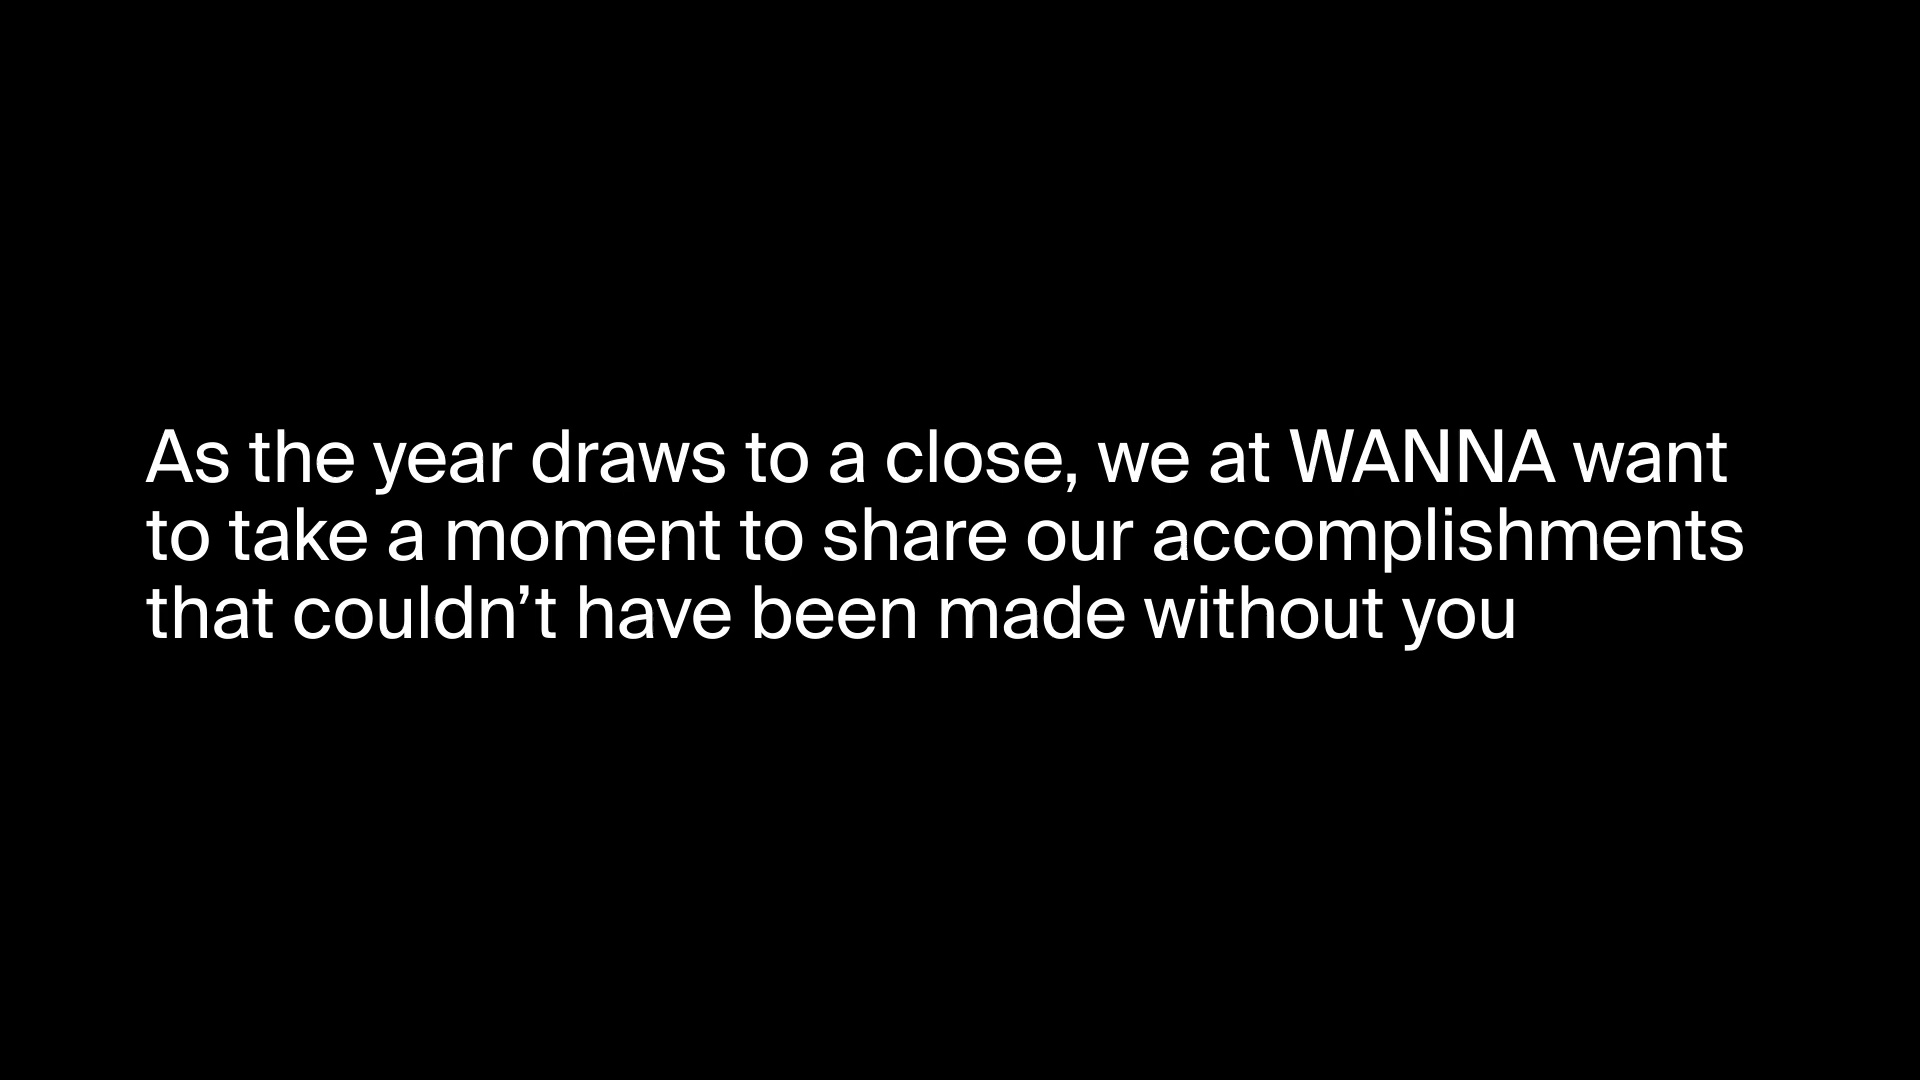 As the year draws to a close, we at WANNA want
to take a moment to share our accomplishments
that couldn’t have been made without you